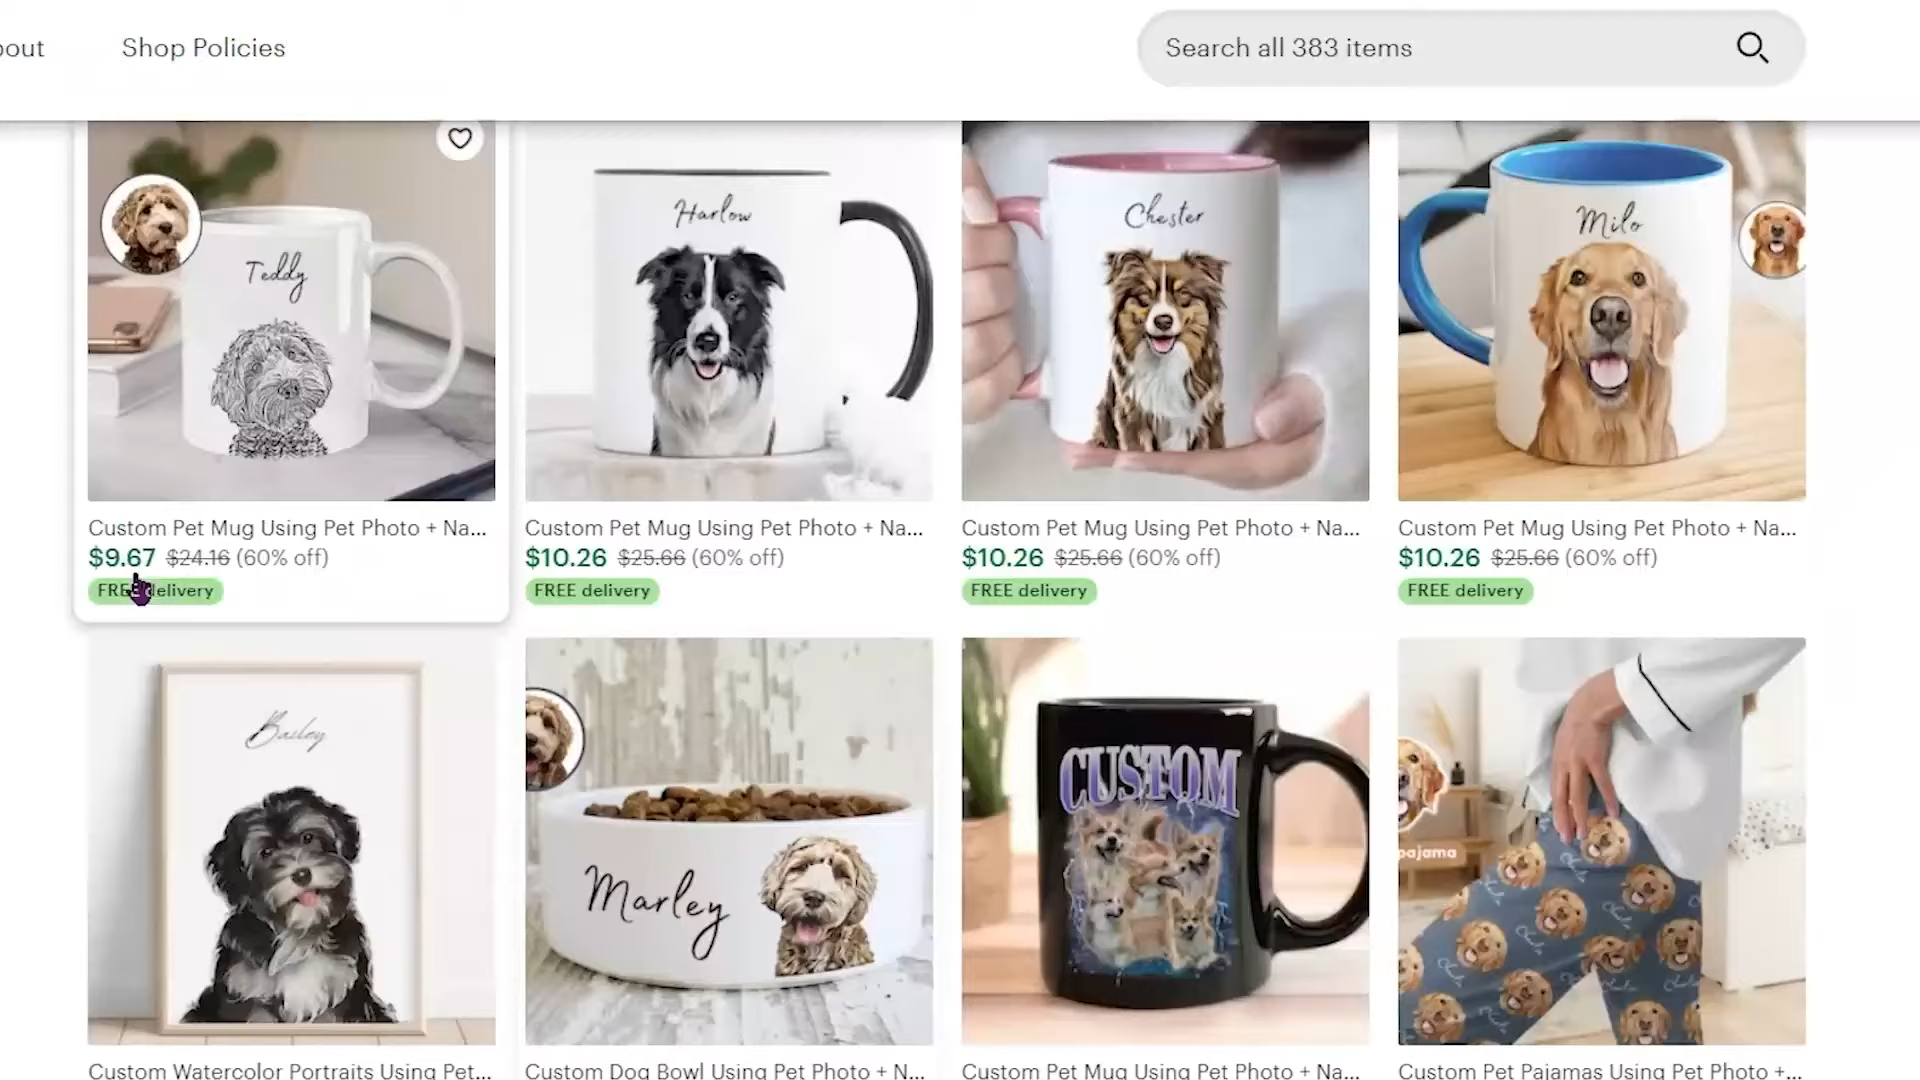 bout
Shop Policies
Search all 383 items
Teddy
Harlow
Chester
Milo
Custom Pet Mug Using Pet Photo + Na...
$9.67 $24.16 (60% off)
FREE delivery
Custom Pet Mug Using Pet Photo + Na...
$10.26 $25.66 (60% off)
FREE delivery
Custom Pet Mug Using Pet Photo + Na...
$10.26 $25.66 (60% off)
FREE delivery
Custom Pet Mug Using Pet Photo + Na...
$10.26 $25.66 (60% off)
FREE delivery
Bailey
Marley
CUSTOM
pajama
Custom Watercolor Portraits Using Pet...
Custom Dog Bowl Using Pet Photo + N...
Custom Pet Mug Using Pet Photo + Na...
Custom Pet Pajamas Using Pet Photo +...